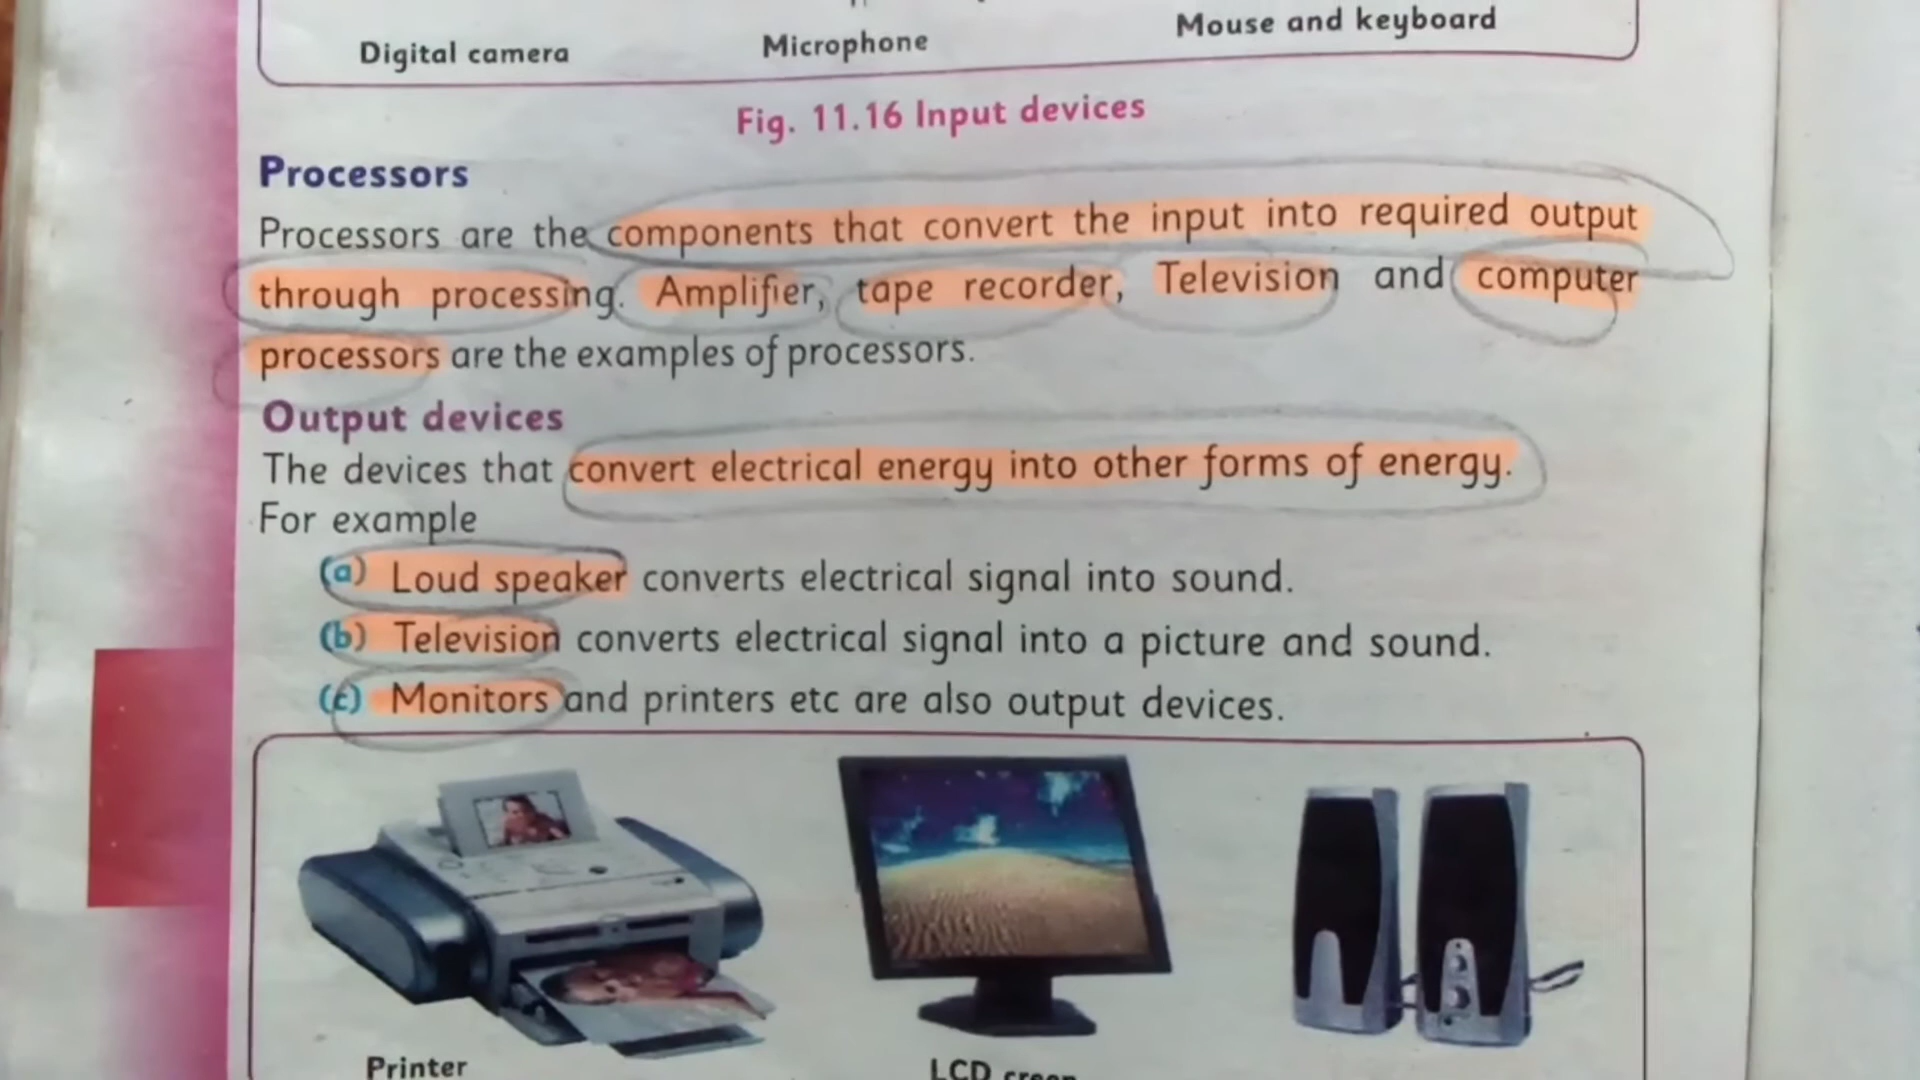 Digital camera
Microphone
Mouse and keyboard
Fig. 11.16 Input devices
Processors
Processors are the components that convert the input into required output
through processing. Amplifier, tape recorder, Television and computer
processors are the examples of processors.
Output devices
The devices that convert electrical energy into other forms of energy.
For example
(a) Loud speaker converts electrical signal into sound.
(b) Television converts electrical signal into a picture and sound.
(c) Monitors and printers etc are also output devices.
Printer
LCD creen